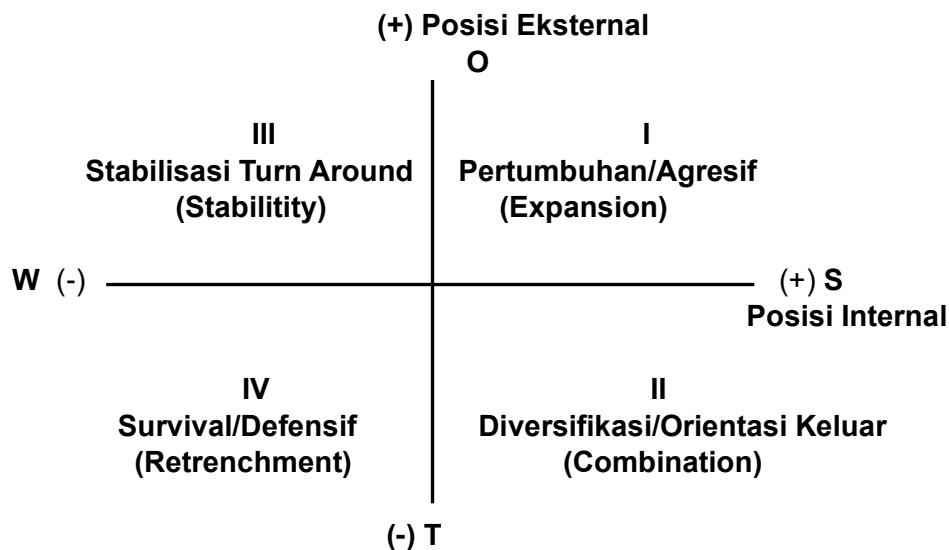 (+) Posisi Eksternal
O
III
Stabilisasi Turn Around
(Stabilitity)
I
Pertumbuhan/Agresif
(Expansion)
W (-)
(+) S
Posisi Internal
IV
Survival/Defensif
(Retrenchment)
II
Diversifikasi/Orientasi Keluar
(Combination)
(-) T